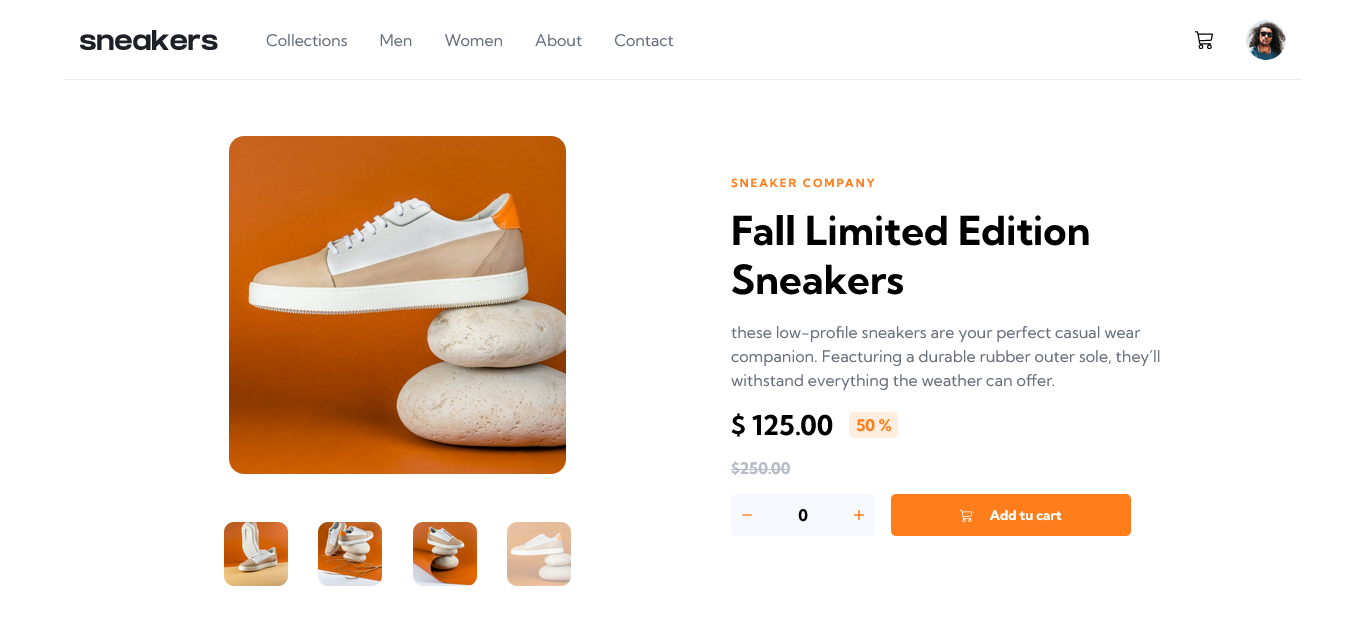 sneakers Collections Men Women About Contact
SNEAKER COMPANY
Fall Limited Edition
Sneakers
these low-profile sneakers are your perfect casual wear
companion. Feacturing a durable rubber outer sole, they´ll
withstand everything the weather can offer.
$ 125.00 50 %
$250.00
− 0 + Add tu cart